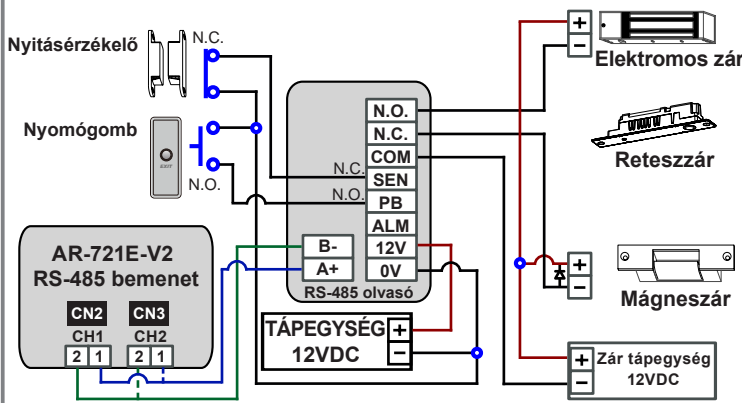 Nyitásérzékelő
N.C.
Nyomógomb
EXIT
N.O.
N.O.
N.C.
COM
N.C.
SEN
N.O.
PB
ALM
12V
0V
B-
A+
RS-485 olvasó
AR-721E-V2
RS-485 bemenet
CN2
CN3
CH1
CH2
2 1
2 1
TÁPEGYSÉG
12VDC
+
−
+
−
Elektromos zár
Reteszzár
+
−
Mágneszár
+
−
Zár tápegység
12VDC